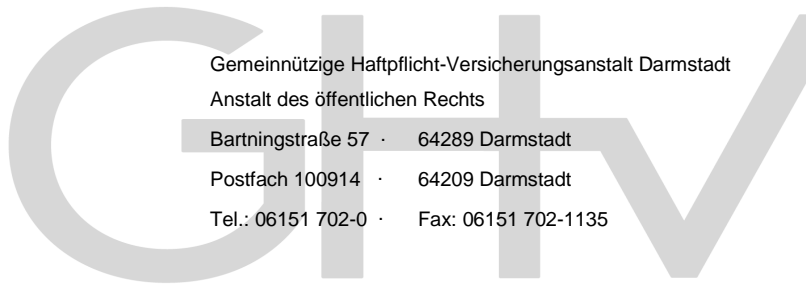 GHV
Gemeinnützige Haftpflicht-Versicherungsanstalt Darmstadt
Anstalt des öffentlichen Rechts
Bartningstraße 57 · 64289 Darmstadt
Postfach 100914 · 64209 Darmstadt
Tel.: 06151 702-0 · Fax: 06151 702-1135